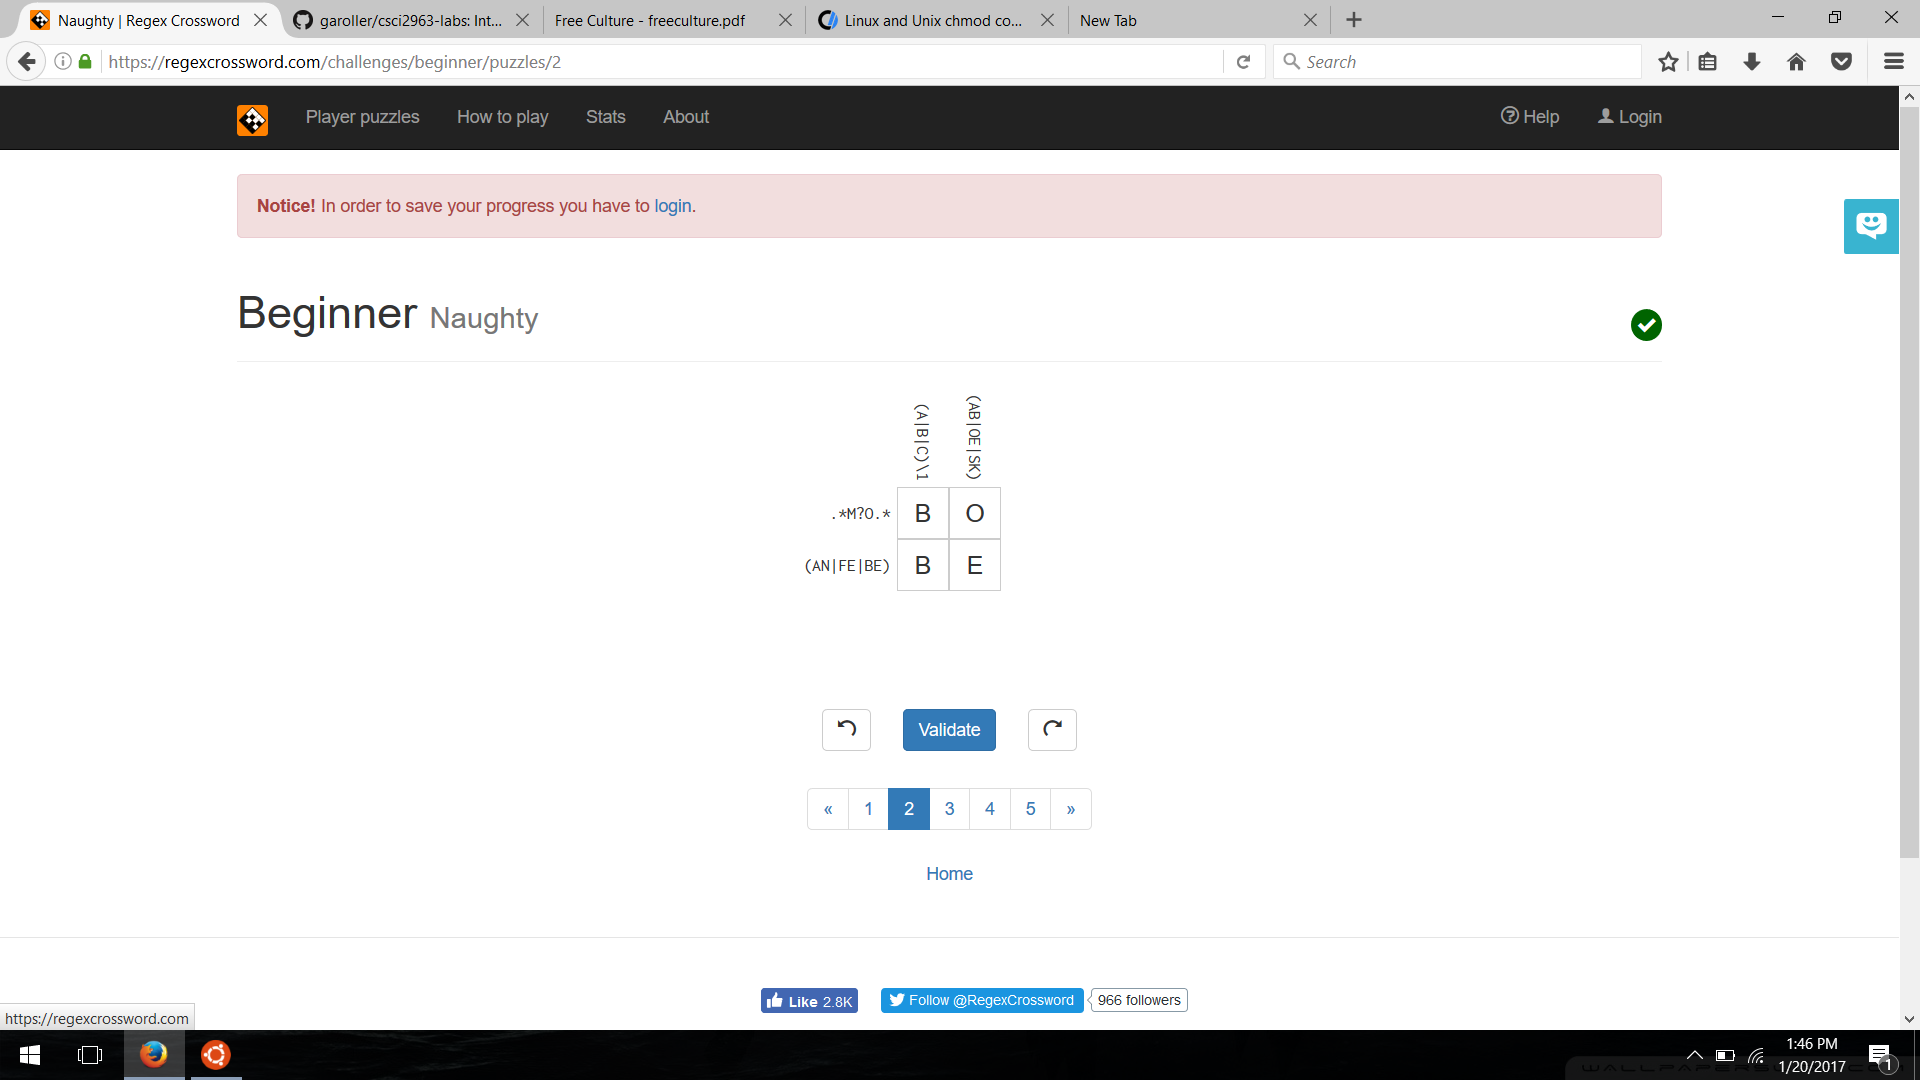 Naughty | Regex Crossword
garoller/csci2963-labs: Int...
Free Culture - freeculture.pdf
Linux and Unix chmod co...
New Tab
https://regexcrossword.com/challenges/beginner/puzzles/2
Search
Player puzzles
How to play
Stats
About
Help
Login
Notice! In order to save your progress you have to login.
Beginner Naughty
(A|B|C)\1
(AB|OE|SK)
.*M?O.* B O
(AN|FE|BE) B E
Validate
« 1 2 3 4 5 »
Home
Like 2.8K
Follow @RegexCrossword
966 followers
https://regexcrossword.com
1:46 PM
1/20/2017
1